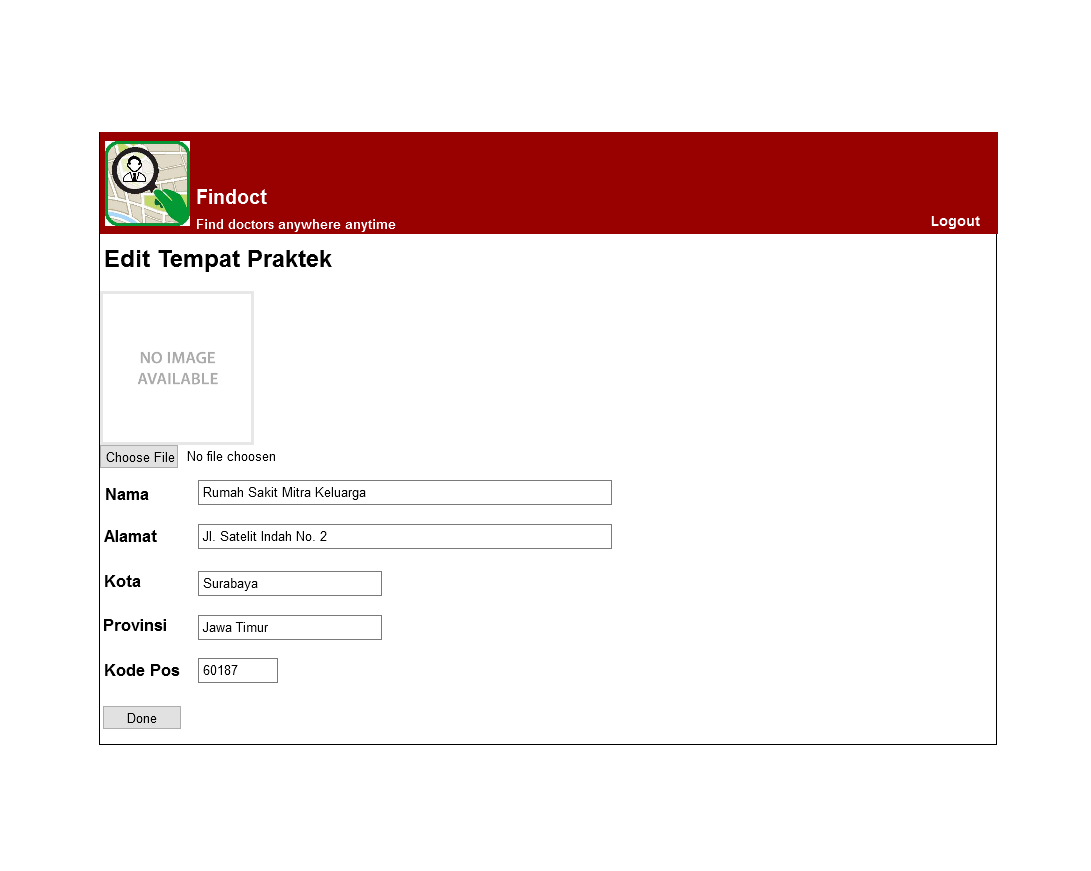 Findoct
Find doctors anywhere anytime
Logout
Edit Tempat Praktek
NO IMAGE
AVAILABLE
Choose File No file choosen
Nama Rumah Sakit Mitra Keluarga
Alamat Jl. Satelit Indah No. 2
Kota Surabaya
Provinsi Jawa Timur
Kode Pos 60187
Done